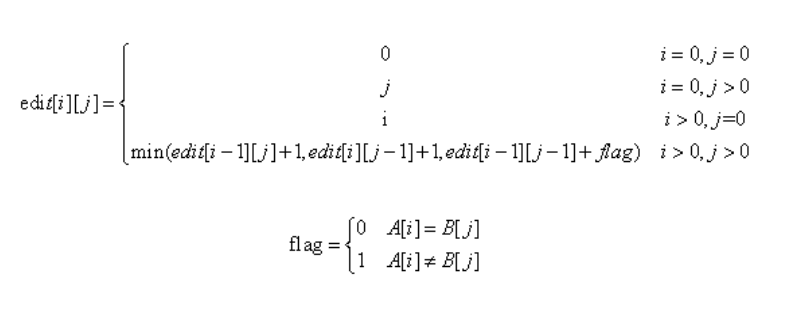 0 i = 0, j = 0
j i = 0, j > 0
edit[i][j]= {
i i > 0, j=0
min(edit[i−1][j]+1,edit[i][j−1]+1,edit[i−1][j−1]+ flag) i > 0, j > 0
0 A[i]= B[j]
flag = {
1 A[i]≠ B[j]